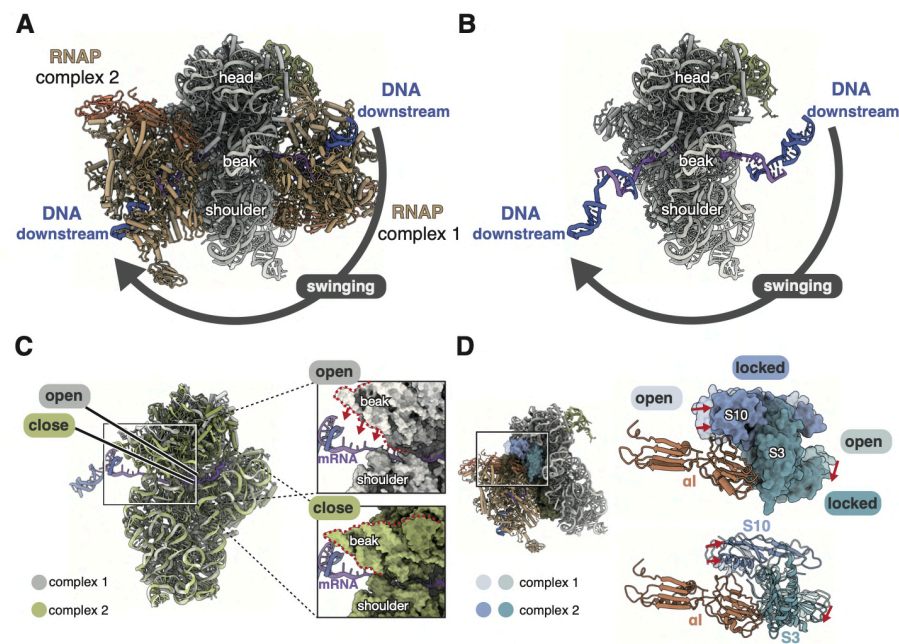 A
RNAP
complex 2
head
DNA
downstream
beak
DNA
downstream
shoulder
RNAP
complex 1
swinging
B
head
DNA
downstream
beak
DNA
downstream
shoulder
swinging
C
open
close
complex 1
complex 2
open
beak
mRNA
shoulder
close
beak
mRNA
shoulder
D
locked
open
S10
S3
open
αI
locked
complex 1
complex 2
S10
αI
S3